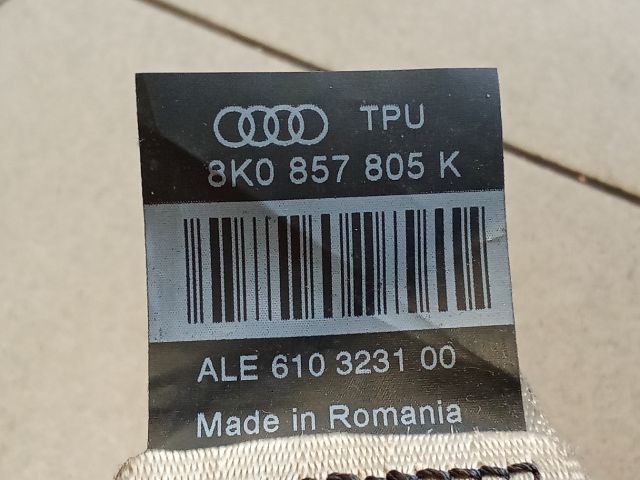 TPU
8K0 857 805 K
ALE 610 3231 00
Made in Romania